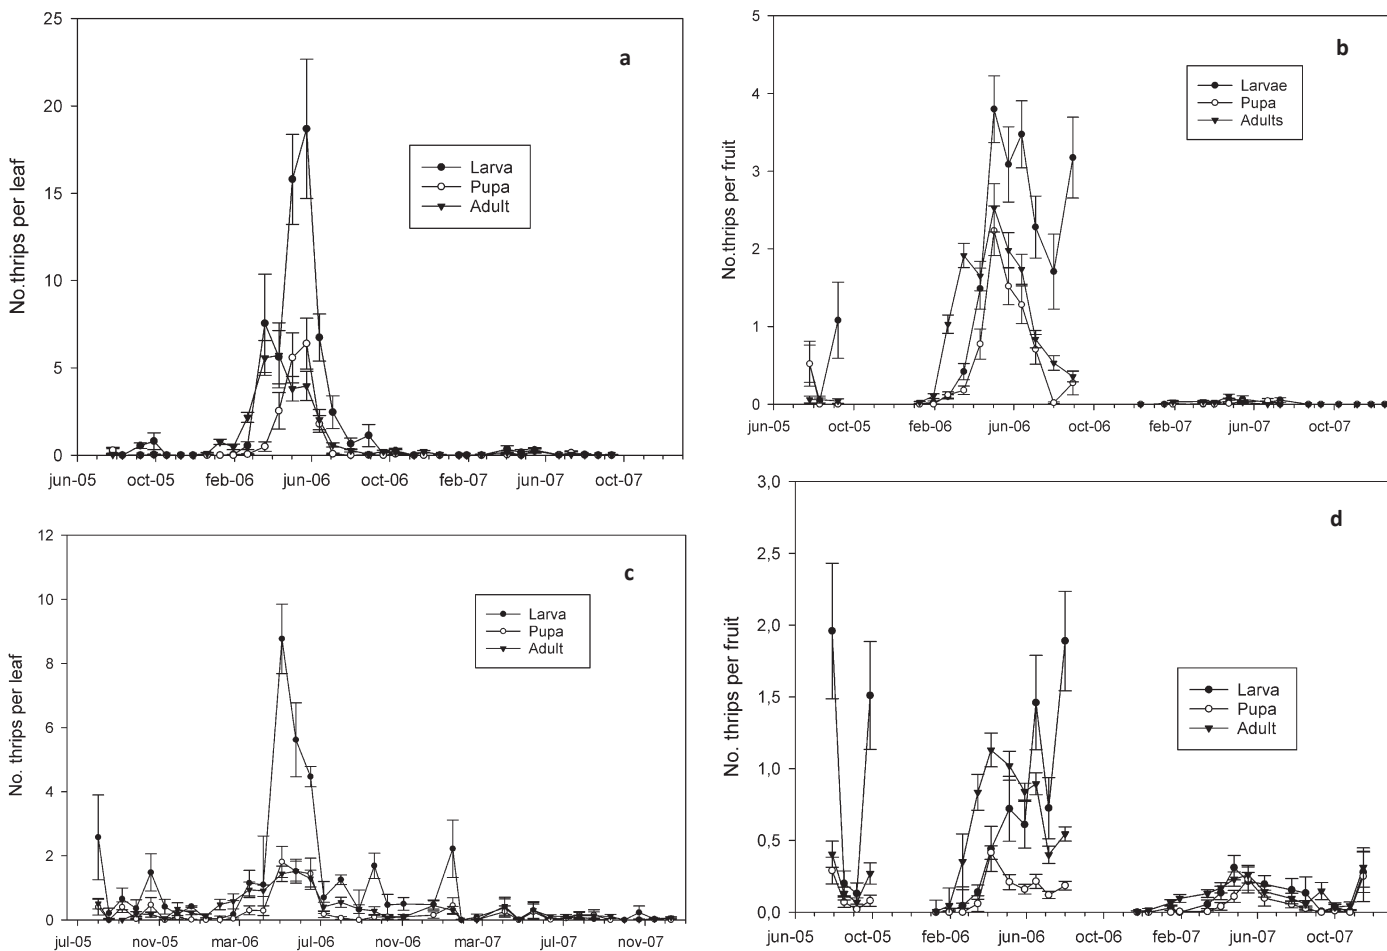 a
No.thrips per leaf
25
20
15
10
5
0
Larva
Pupa
Adult
jun-05 oct-05 feb-06 jun-06 oct-06 feb-07 jun-07 oct-07
b
No.thrips per fruit
5
4
3
2
1
0
Larvae
Pupa
Adults
jun-05 oct-05 feb-06 jun-06 oct-06 feb-07 jun-07 oct-07
c
No. thrips per leaf
12
10
8
6
4
2
0
Larva
Pupa
Adult
jul-05 nov-05 mar-06 jul-06 nov-06 mar-07 jul-07 nov-07
d
No. thrips per fruit
3,0
2,5
2,0
1,5
1,0
0,5
0,0
Larva
Pupa
Adult
jun-05 oct-05 feb-06 jun-06 oct-06 feb-07 jun-07 oct-07